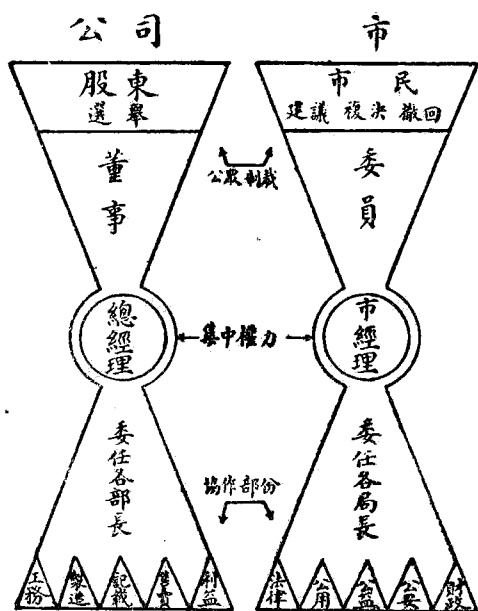 公司
市
股東
選舉
市民
建議 複決 撤回
公眾制裁
董事
委員
總經理
集中權力
市經理
委任各部長
協作部份
委任各局長
工務
製造
記載
售賣
利益
法律
公用
公益
公安
財政